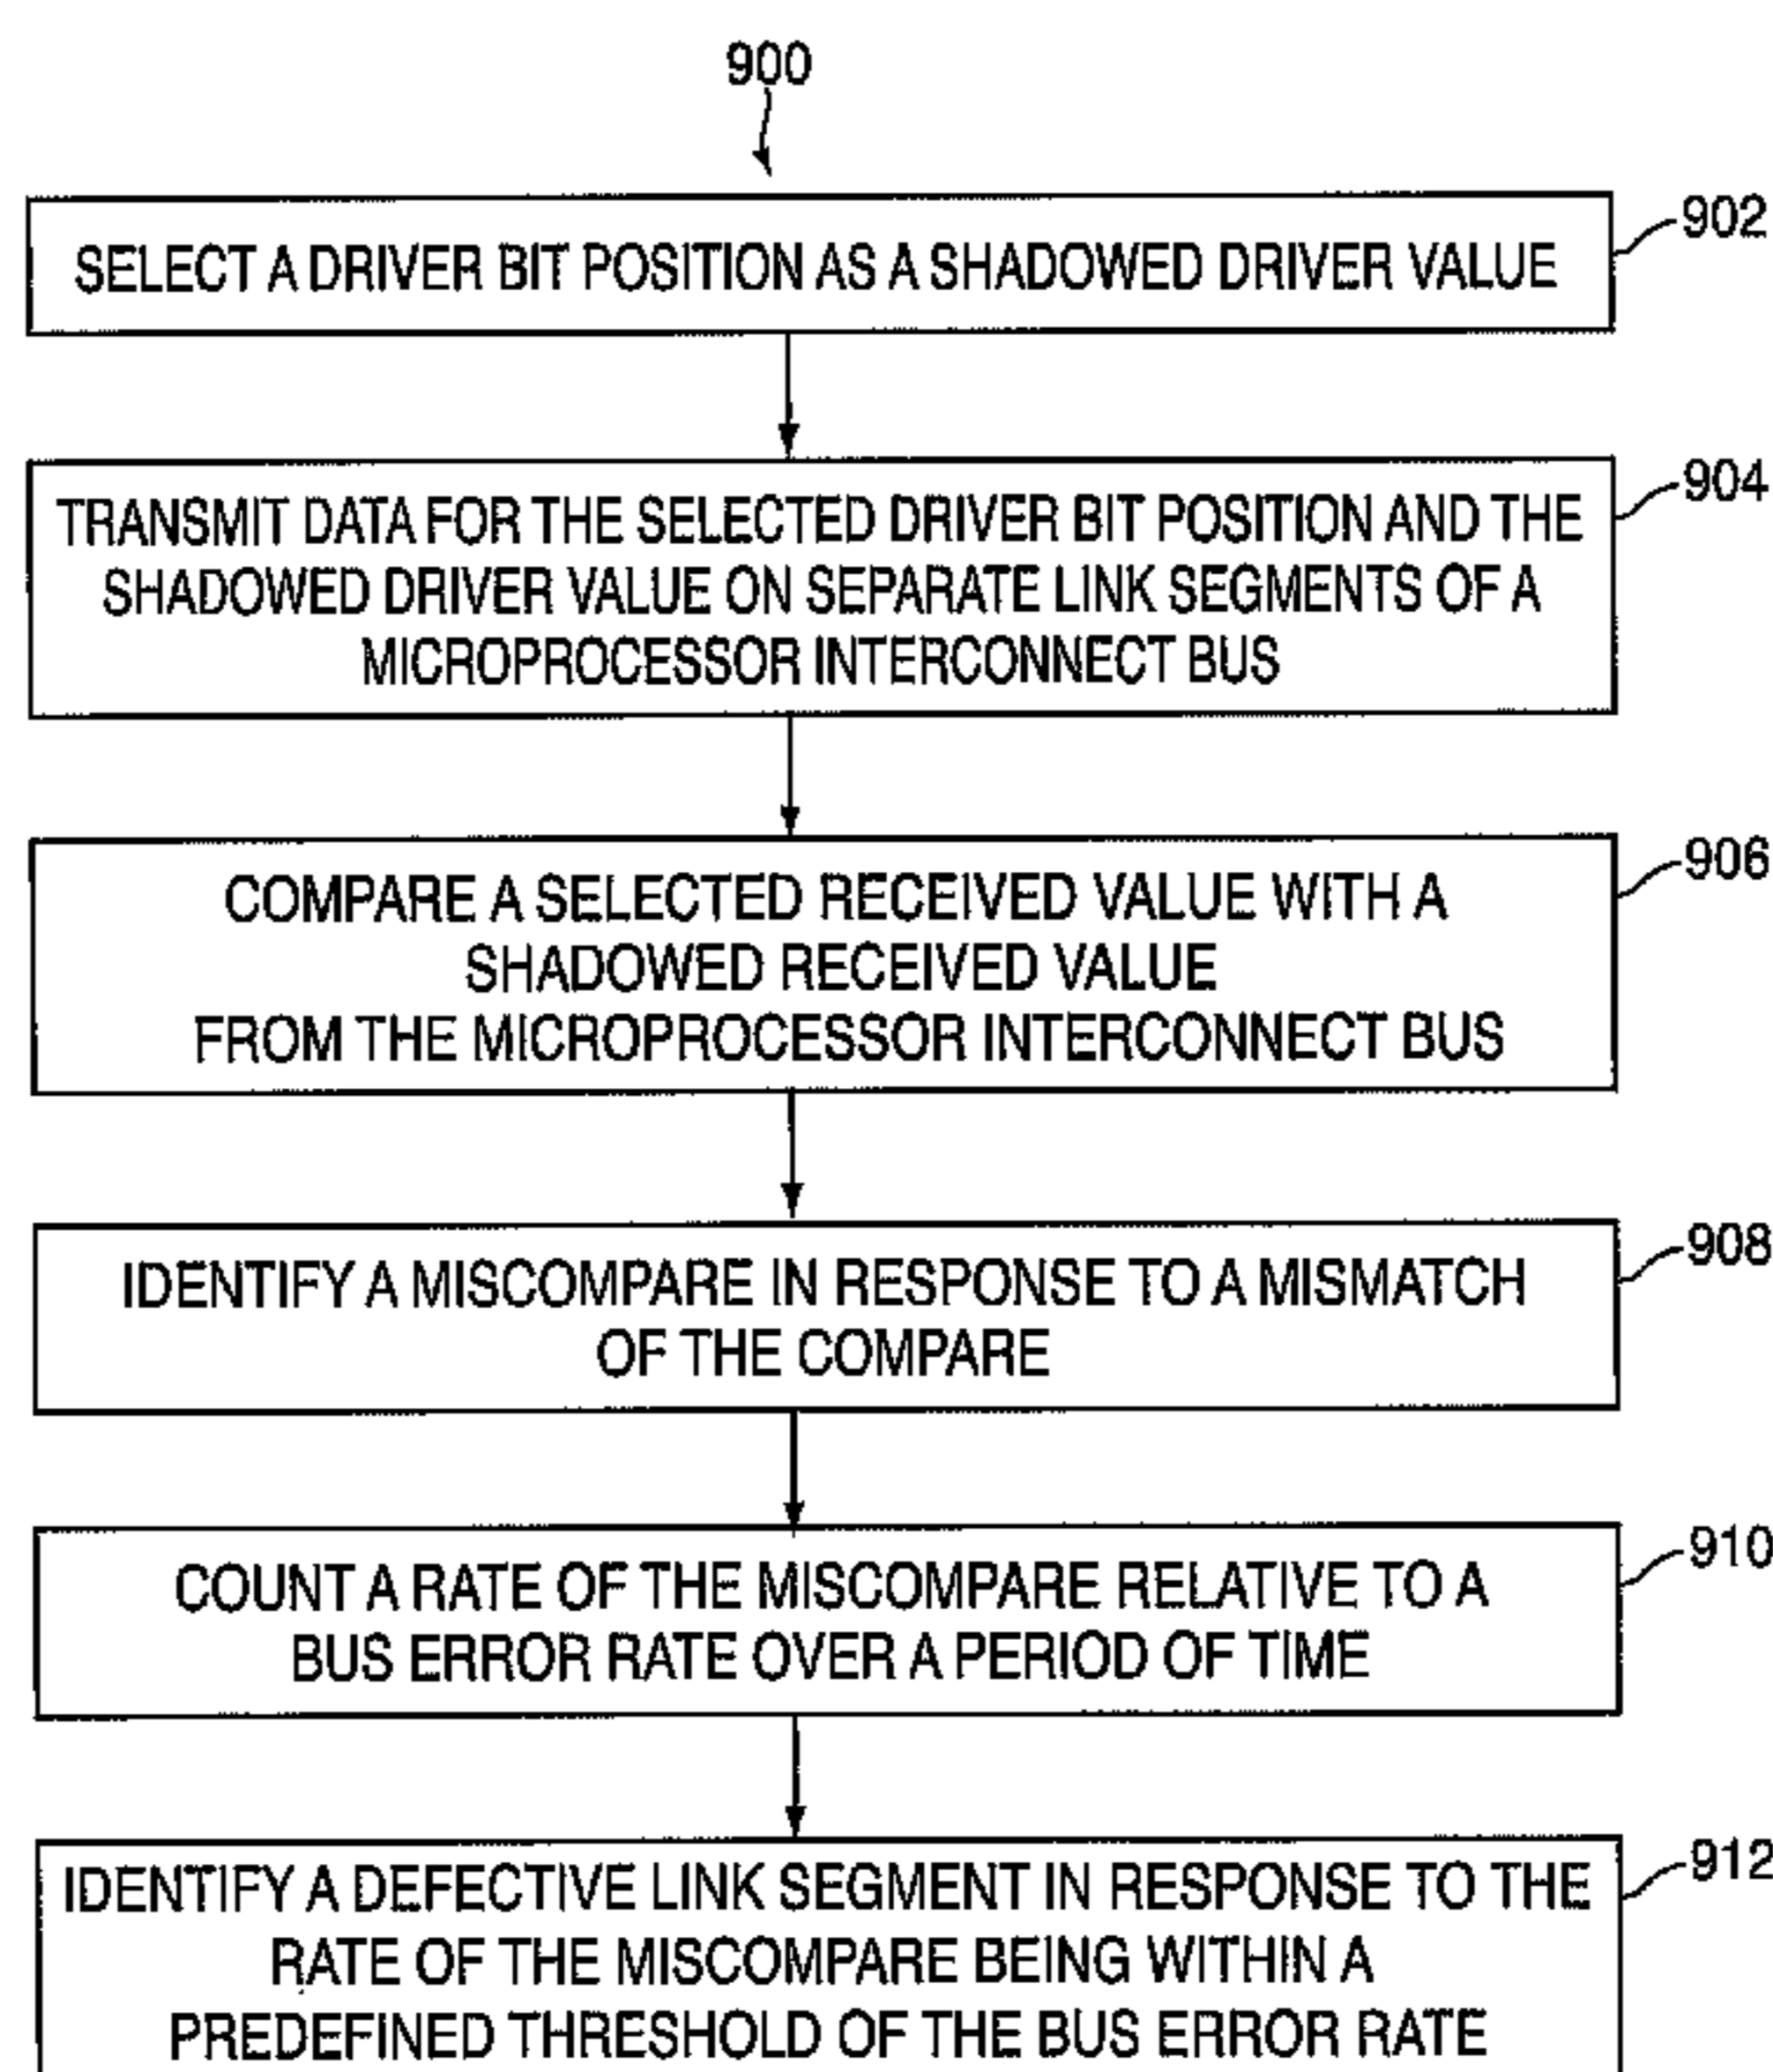 900
SELECT A DRIVER BIT POSITION AS A SHADOWED DRIVER VALUE
902
TRANSMIT DATA FOR THE SELECTED DRIVER BIT POSITION AND THE
SHADOWED DRIVER VALUE ON SEPARATE LINK SEGMENTS OF A
MICROPROCESSOR INTERCONNECT BUS
904
COMPARE A SELECTED RECEIVED VALUE WITH A
SHADOWED RECEIVED VALUE
FROM THE MICROPROCESSOR INTERCONNECT BUS
906
IDENTIFY A MISCOMPARE IN RESPONSE TO A MISMATCH
OF THE COMPARE
908
COUNT A RATE OF THE MISCOMPARE RELATIVE TO A
BUS ERROR RATE OVER A PERIOD OF TIME
910
IDENTIFY A DEFECTIVE LINK SEGMENT IN RESPONSE TO THE
RATE OF THE MISCOMPARE BEING WITHIN A
PREDEFINED THRESHOLD OF THE BUS ERROR RATE
912